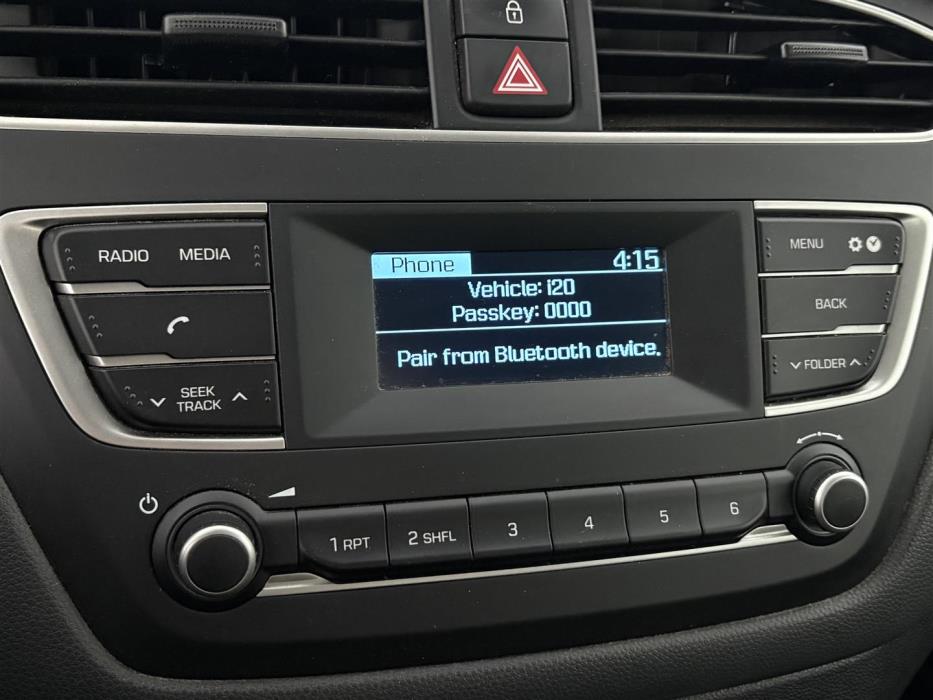 RADIO MEDIA
SEEK
TRACK
Phone 4:15
Vehicle: i20
Passkey: 0000
Pair from Bluetooth device.
MENU
BACK
FOLDER
1 RPT 2 SHFL 3 4 5 6